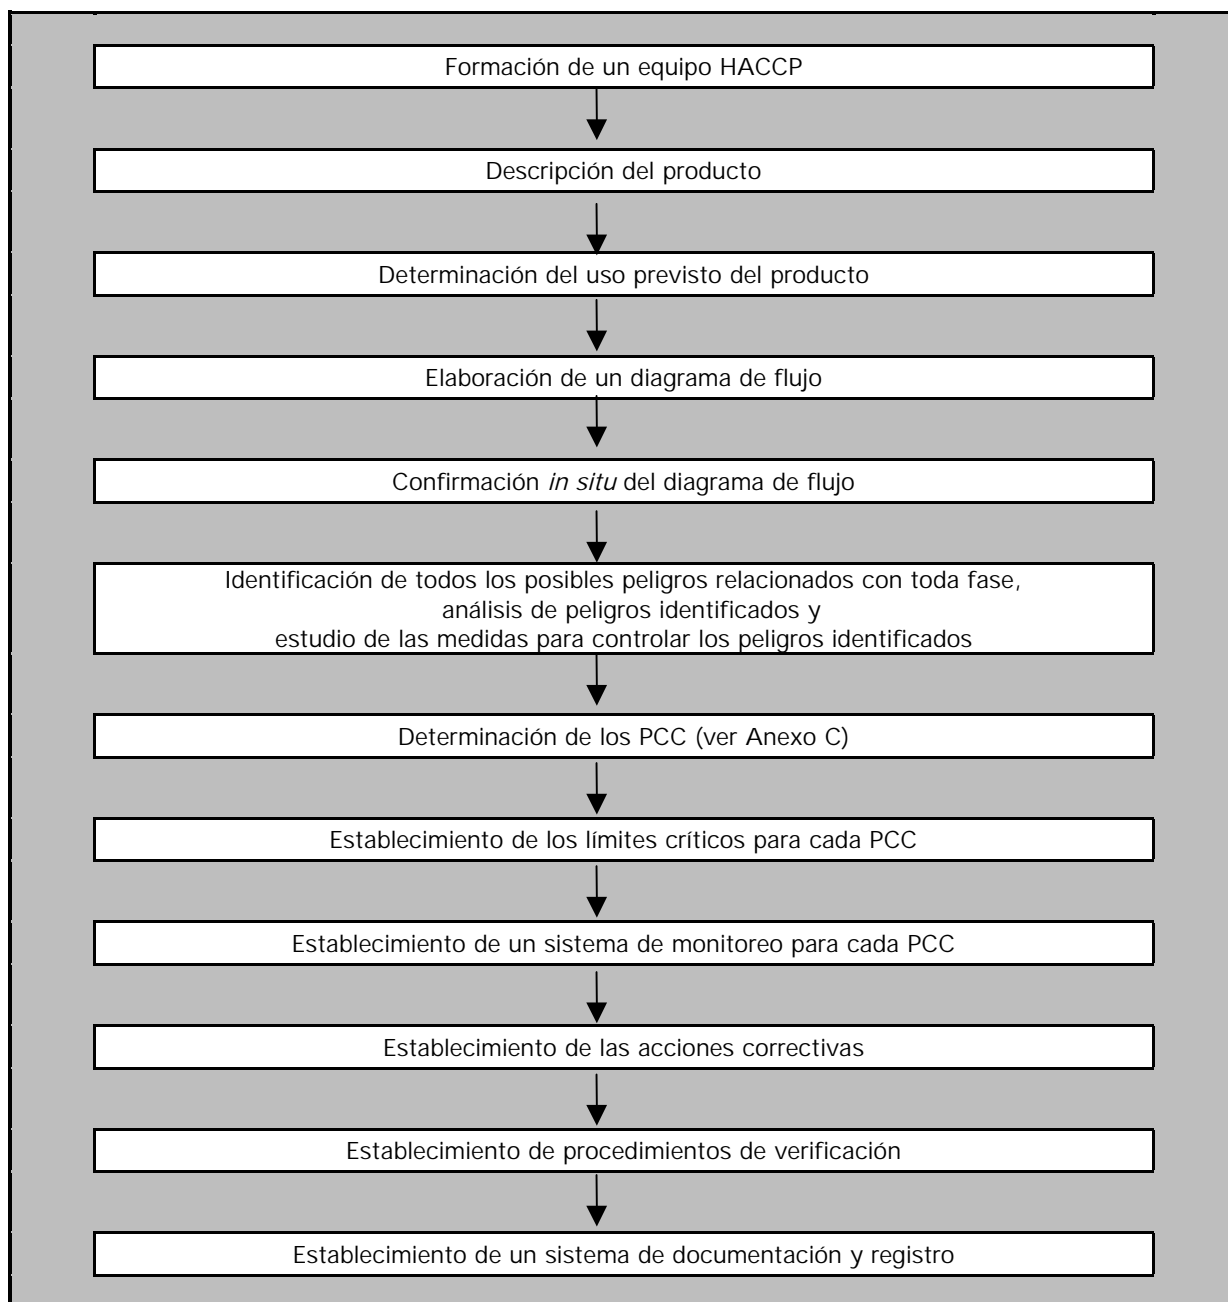 Formación de un equipo HACCP
Descripción del producto
Determinación del uso previsto del producto
Elaboración de un diagrama de flujo
Confirmación in situ del diagrama de flujo
Identificación de todos los posibles peligros relacionados con toda fase,
análisis de peligros identificados y
estudio de las medidas para controlar los peligros identificados
Determinación de los PCC (ver Anexo C)
Establecimiento de los límites críticos para cada PCC
Establecimiento de un sistema de monitoreo para cada PCC
Establecimiento de las acciones correctivas
Establecimiento de procedimientos de verificación
Establecimiento de un sistema de documentación y registro